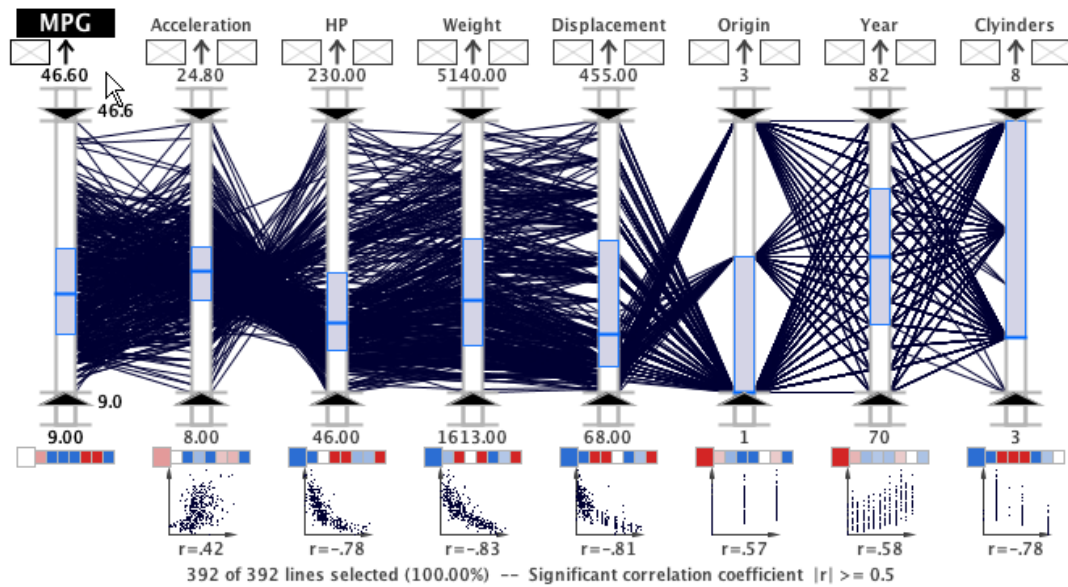 MPG Acceleration HP Weight Displacement Origin Year Clyinders
46.60 24.80 230.00 5140.00 455.00 3 82 8
46.6
9.0
9.00 8.00 46.00 1613.00 68.00 1 70 3
r=.42 r=-.78 r=-.83 r=-.81 r=.57 r=.58 r=-.78
392 of 392 lines selected (100.00%) -- Significant correlation coefficient |r| >= 0.5